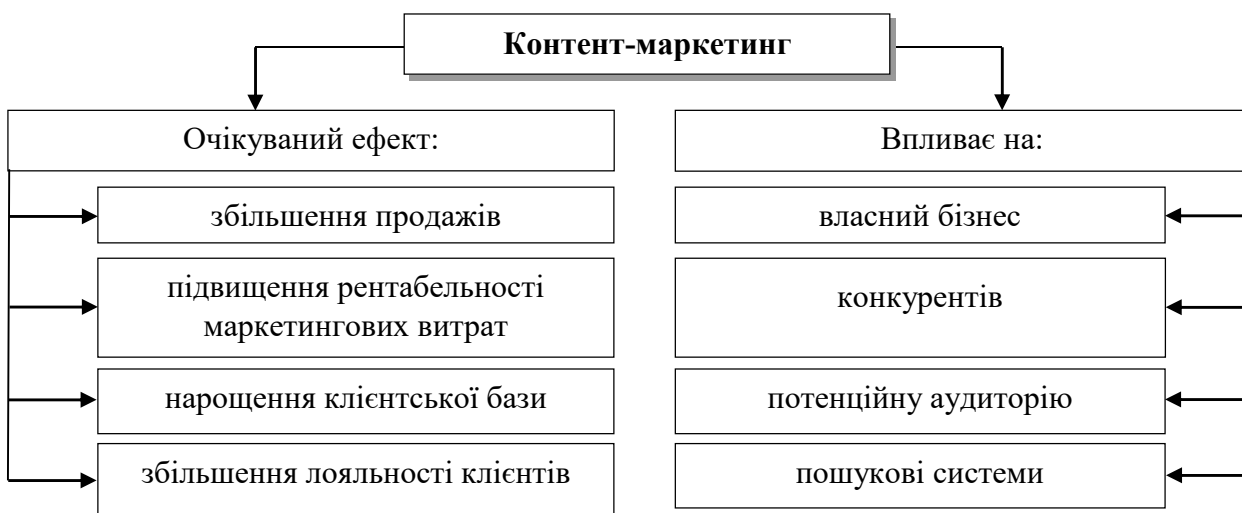 Контент-маркетинг
Очікуваний ефект:
збільшення продажів
підвищення рентабельності
маркетингових витрат
нарощення клієнтської бази
збільшення лояльності клієнтів
Впливає на:
власний бізнес
конкурентів
потенційну аудиторію
пошукові системи